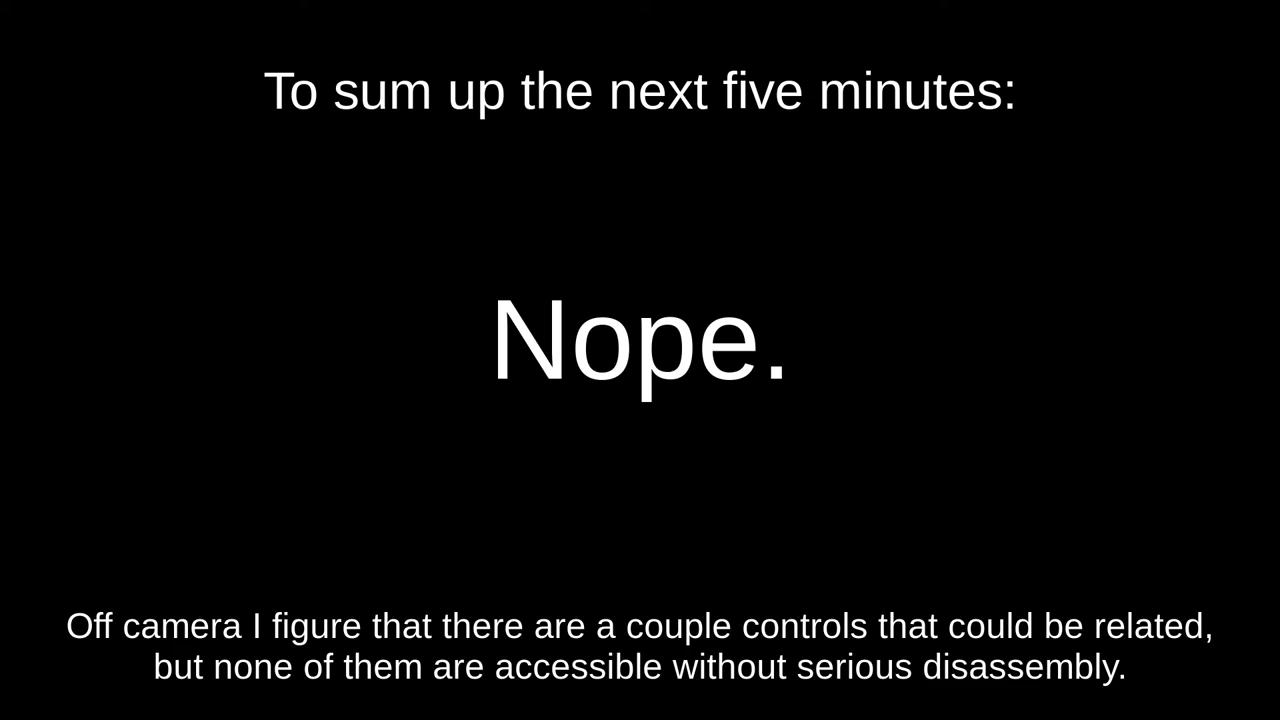 To sum up the next five minutes:
Nope.
Off camera I figure that there are a couple controls that could be related,
but none of them are accessible without serious disassembly.